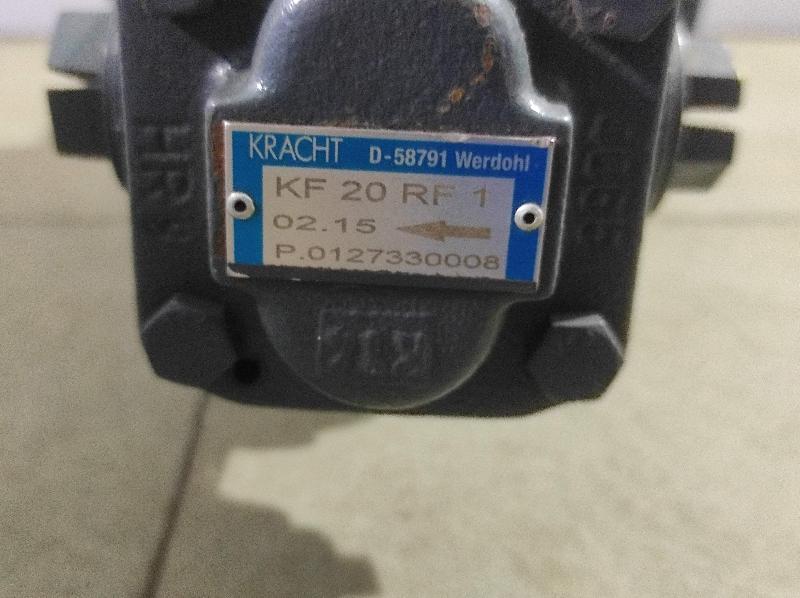 KRACHT D-58791 Werdohl
KF 20 RF 1
02.15
P.0127330008